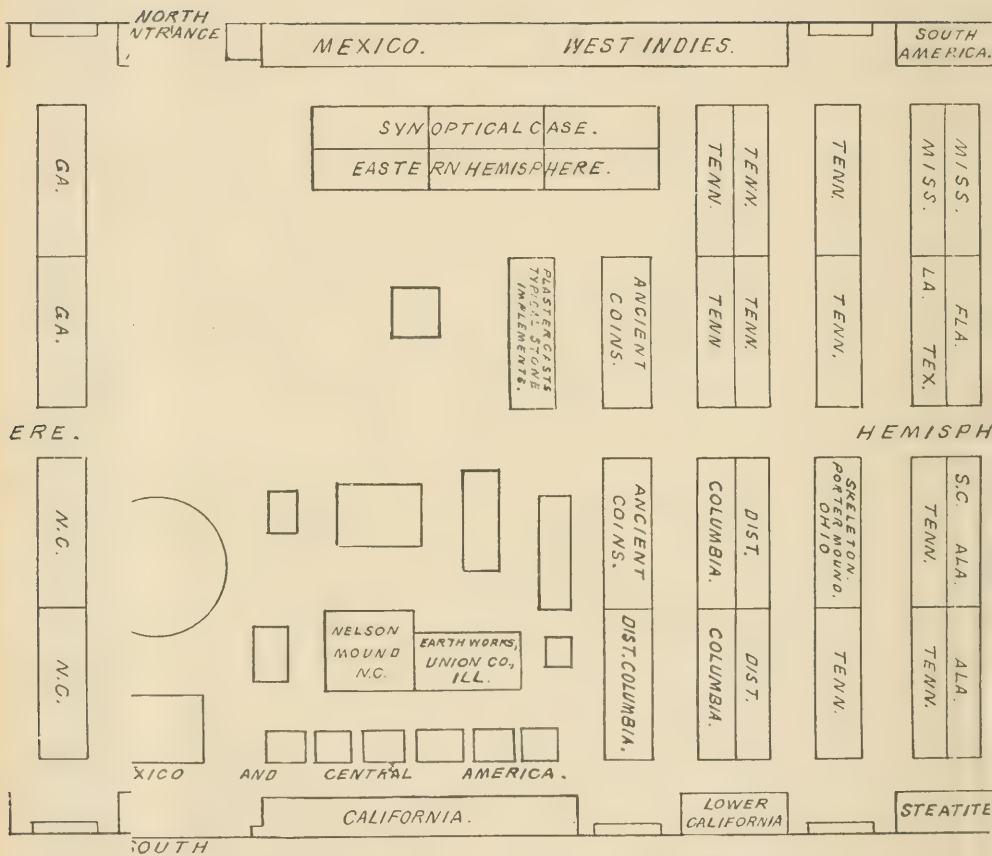 NORTH
NTRANCE
MEXICO. WEST INDIES.
SOUTH
AMERICA.
SYNOPTICAL CASE.
EASTERN HEMISPHERE.
GA.
GA.
PLASTER CASTS
TYPICAL STONE
IMPLEMENTS.
ANCIENT
COINS.
TENN.
TENN.
TENN
TENN.
TENN.
TENN.
MISS.
MISS.
LA. TEX.
FLA.
ERE.
HEMISPH
N.C.
N.C.
NELSON
MOUND
N.C.
EARTH WORKS,
UNION CO.,
ILL.
ANCIENT
COINS.
DIST. COLUMBIA.
DIST.
COLUMBIA.
DIST.
COLUMBIA.
SKELETON.
PORTER MOUND.
OHIO
TENN.
S.C. ALA.
TENN.
ALA.
TENN.
XICO AND CENTRAL AMERICA.
CALIFORNIA.
LOWER
CALIFORNIA
STEATITE
SOUTH